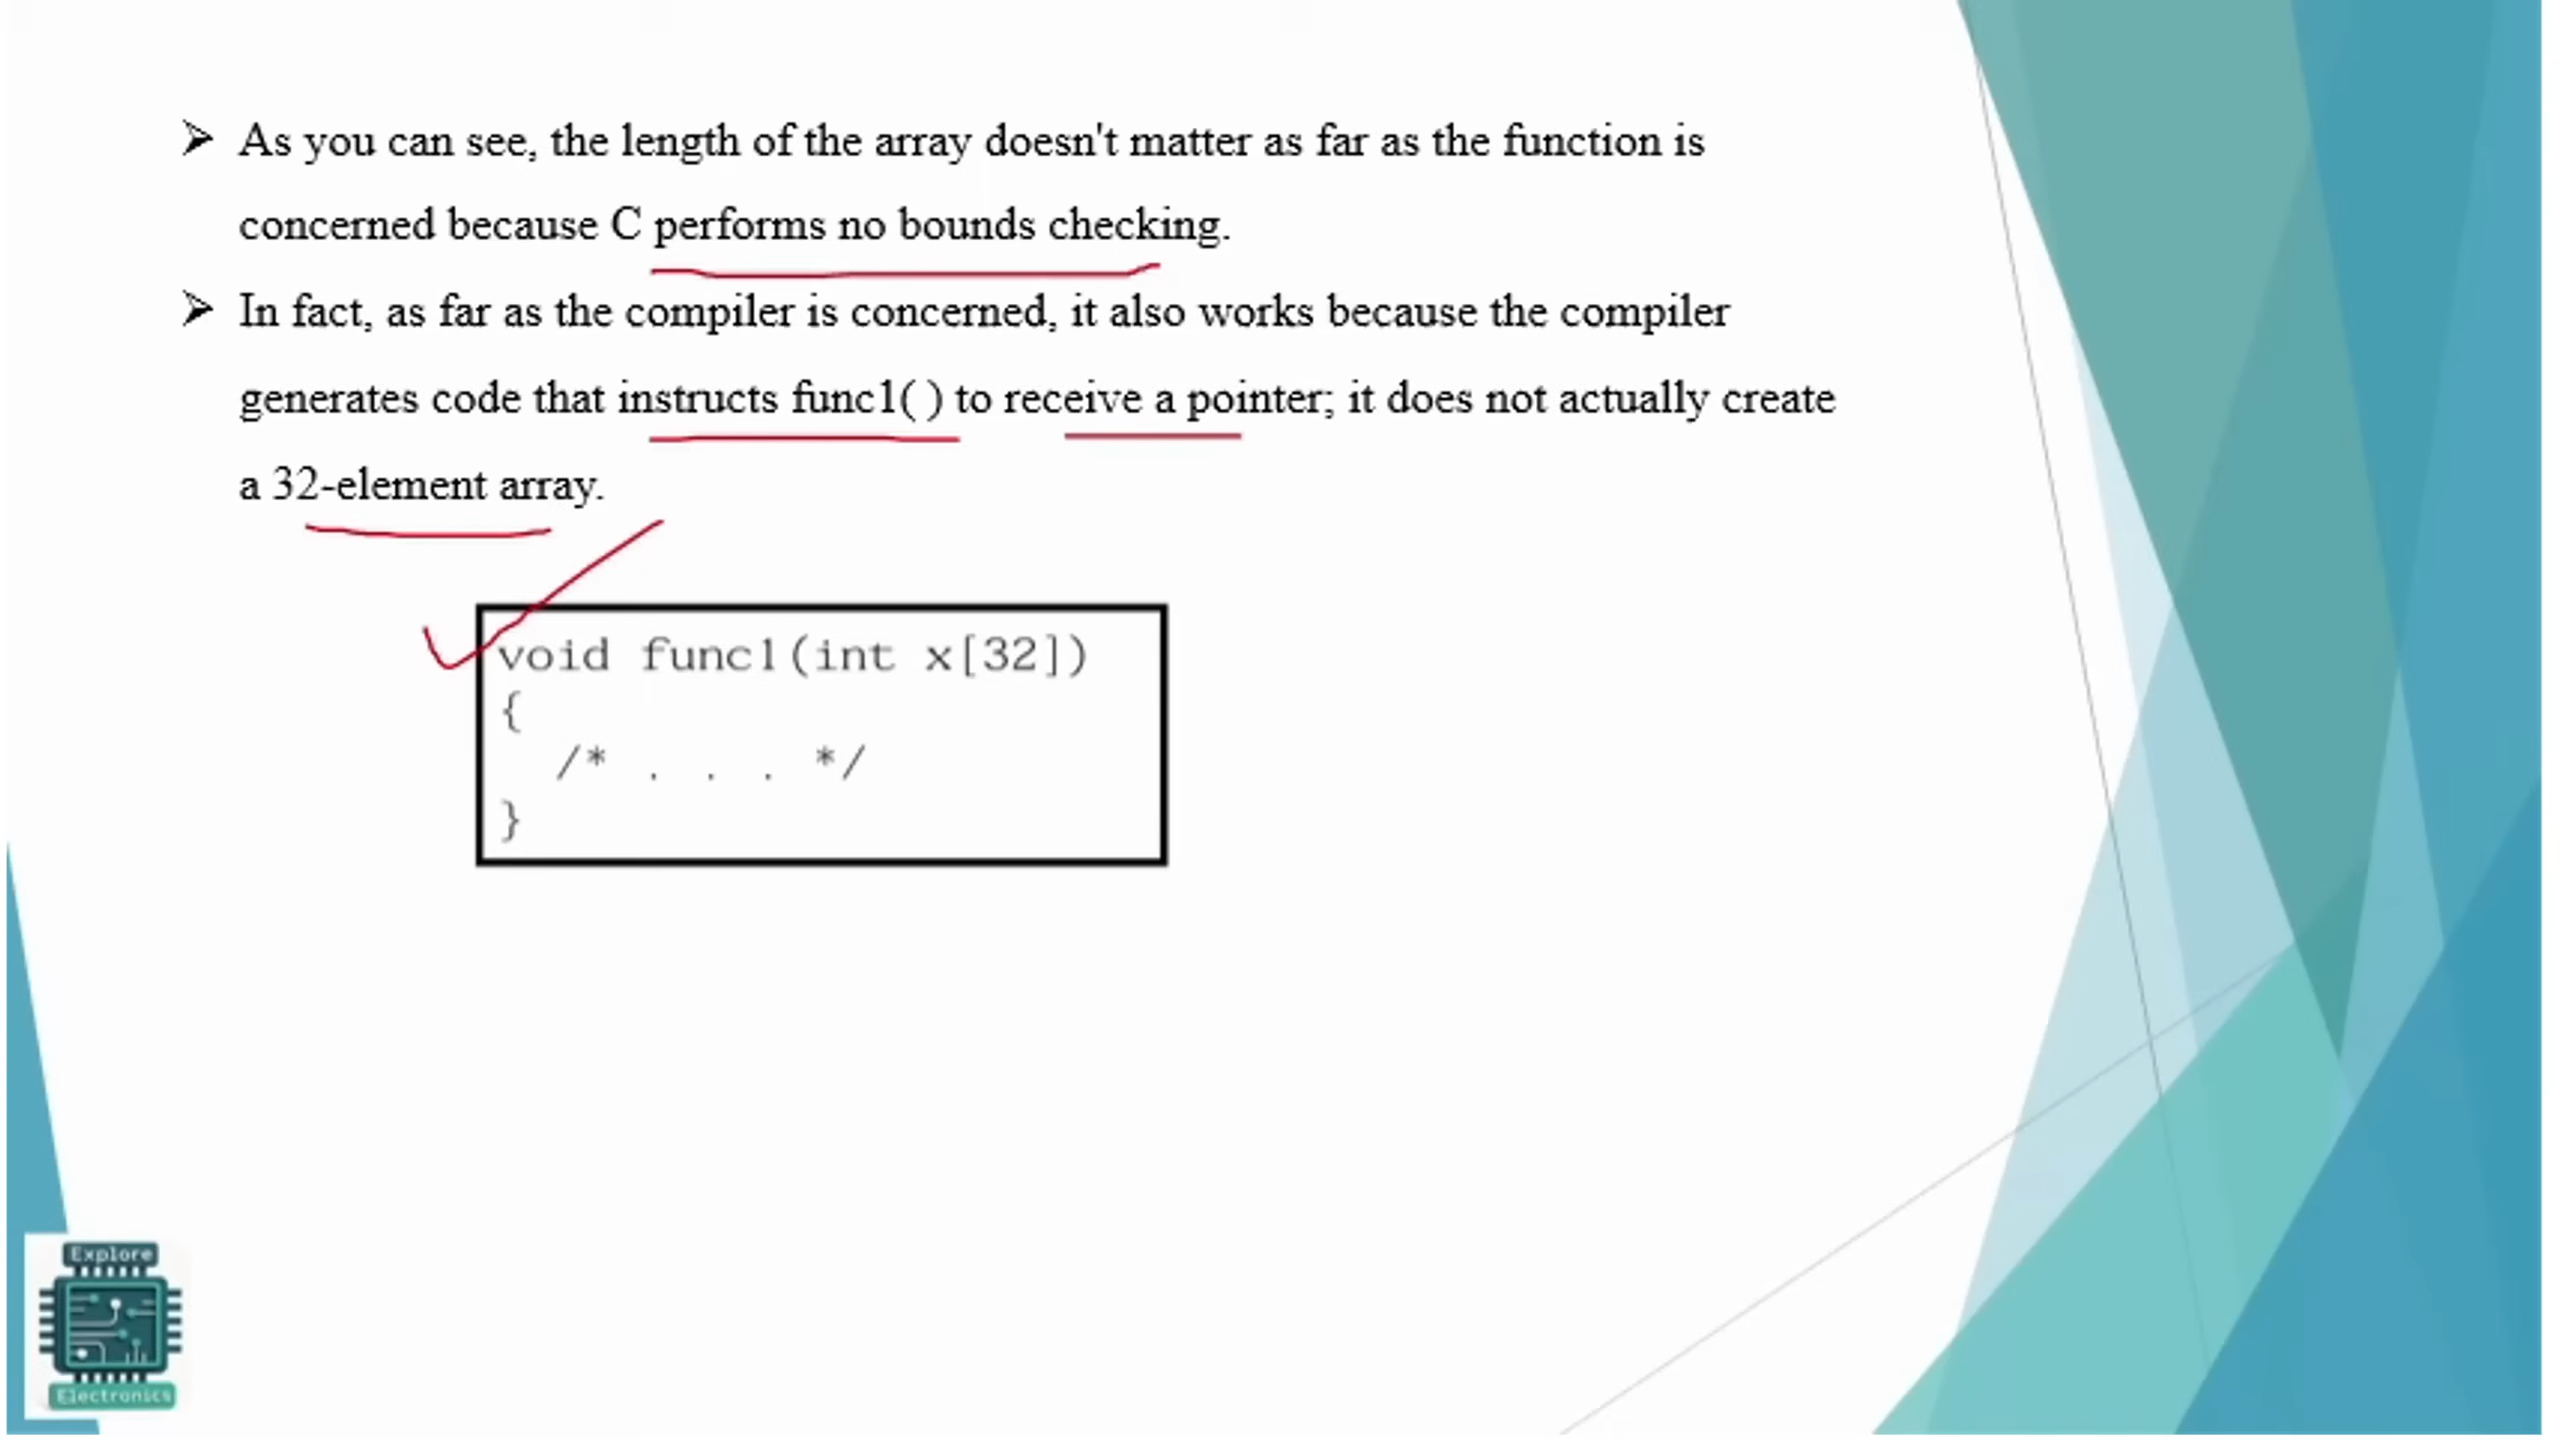 ➢ As you can see, the length of the array doesn't matter as far as the function is
concerned because C performs no bounds checking.
➢ In fact, as far as the compiler is concerned, it also works because the compiler
generates code that instructs func1( ) to receive a pointer; it does not actually create
a 32-element array.
void func1(int x[32])
{
/* . . . */
}
Explore
Electronics